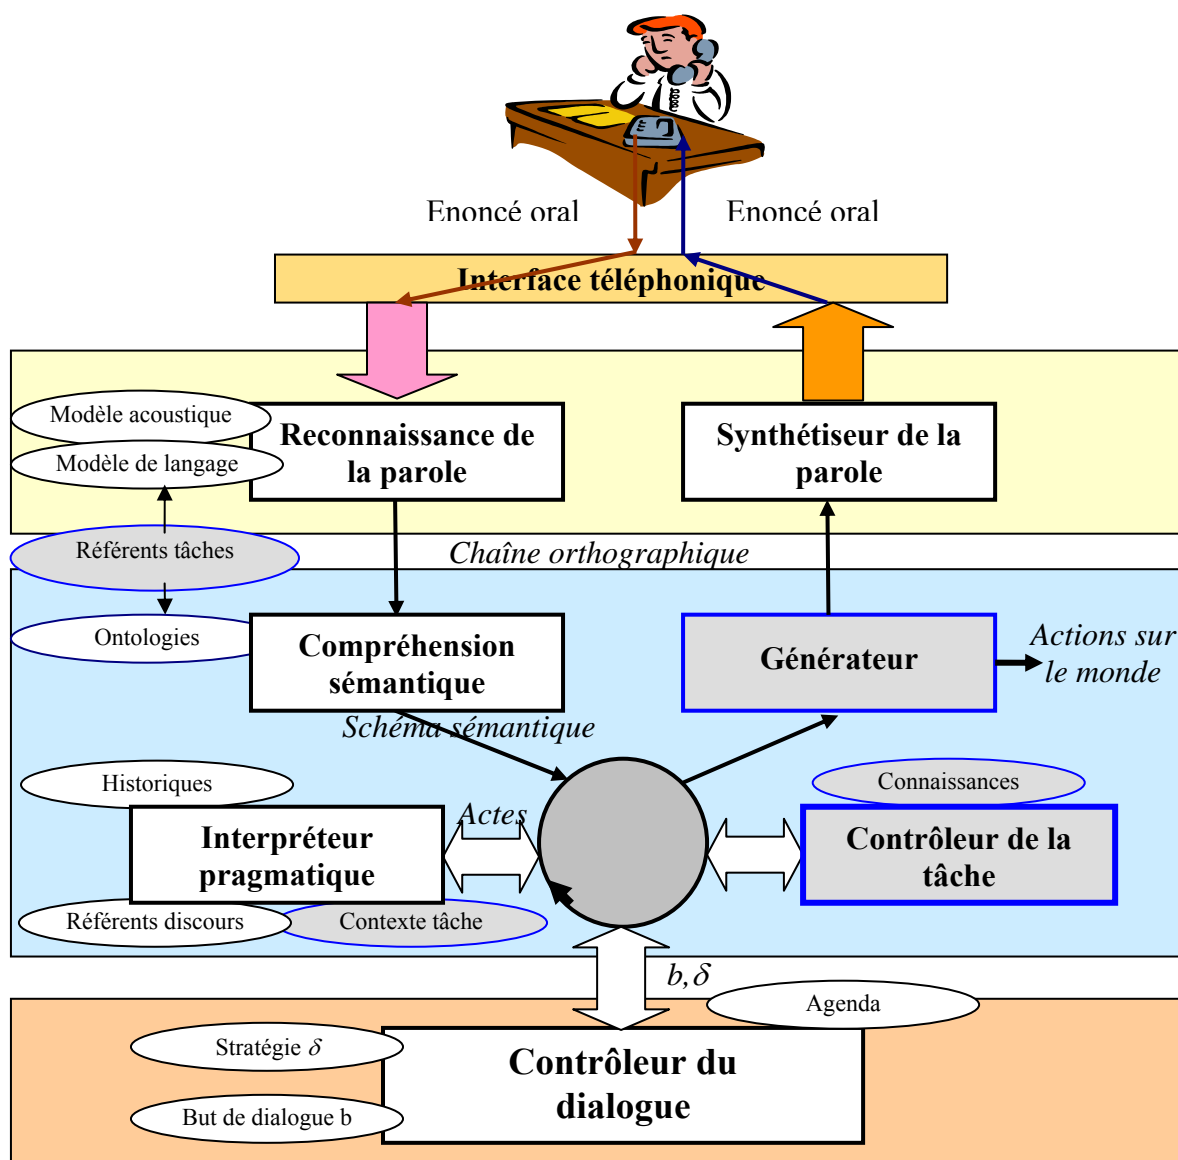 Enoncé oral
Enoncé oral
Interface téléphonique
Modèle acoustique
Modèle de langage
Reconnaissance de
la parole
Synthétiseur de la
parole
Référents tâches
Chaîne orthographique
Ontologies
Compréhension
sémantique
Générateur
Actions sur
le monde
Schéma sémantique
Historiques
Connaissances
Actes
Interpréteur
pragmatique
Contrôleur de la
tâche
Référents discours
Contexte tâche
b,δ
Agenda
Stratégie δ
Contrôleur du
dialogue
But de dialogue b